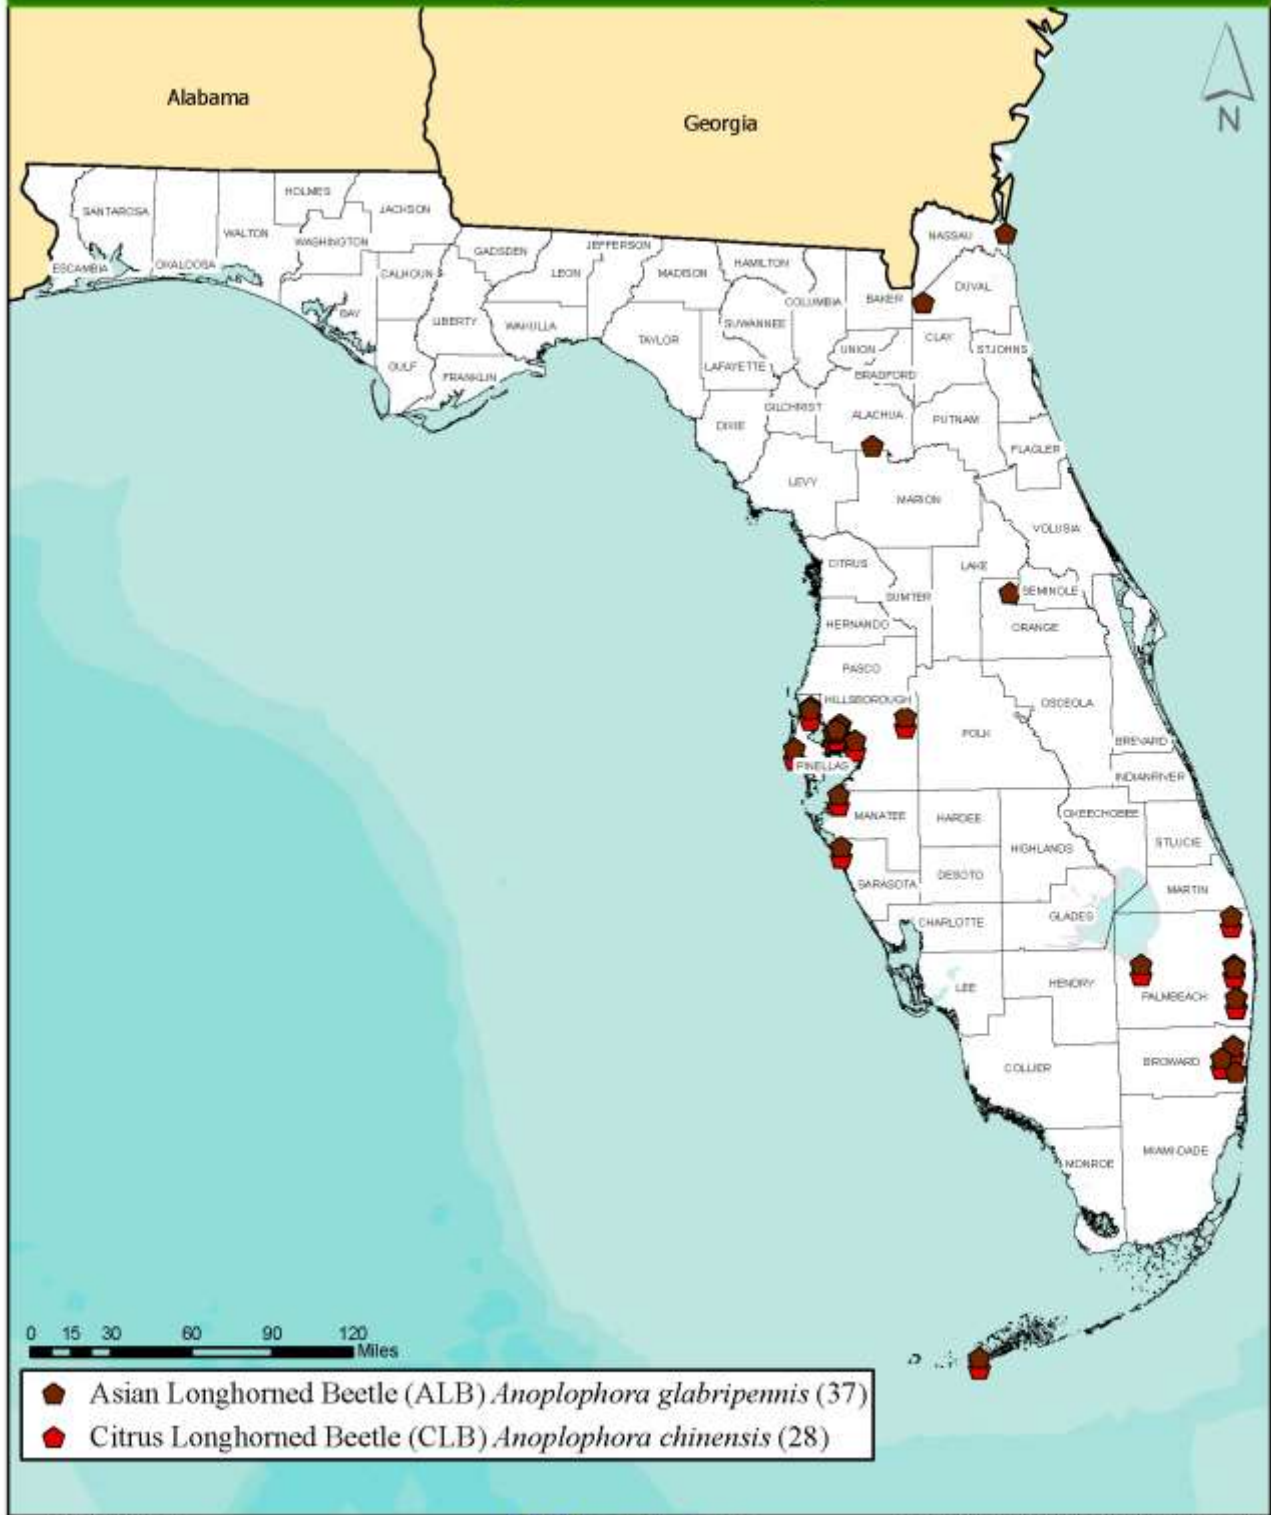 Alabama
Georgia
N
HOLMES
JACKSON
SANTAROSA
WALTON
WASHINGTON
GADSDEN
JEFFERSON
NASSAU
ESCAMBIA
OKALOOSA
CALHOUN
LEON
MADISON
HAMILTON
BAY
LIBERTY
WAKULLA
COLUMBIA
BAKER
DUVAL
SUWANNEE
TAYLOR
UNION
CLAY
STJOHNS
GULF
FRANKLIN
LAFAYETTE
BRADFORD
GILCHRIST
ALACHUA
PUTNAM
DIXIE
FLAGLER
LEVY
MARION
VOLUSIA
CITRUS
LAKE
SUMTER
SEMINOLE
HERNANDO
ORANGE
PASCO
HILLSBOROUGH
OSCEOLA
POLK
BREVARD
PINELLAS
INDIANRIVER
MANATEE
HARDEE
OKEECHOBEE
HIGHLANDS
STLUCIE
SARASOTA
DESOTO
MARTIN
CHARLOTTE
GLADES
LEE
HENDRY
PALMBEACH
COLLIER
BROWARD
MONROE
MIAMI-DADE
0 15 30 60 90 120
Miles
Asian Longhorned Beetle (ALB) Anoplophora glabripennis (37)
Citrus Longhorned Beetle (CLB) Anoplophora chinensis (28)